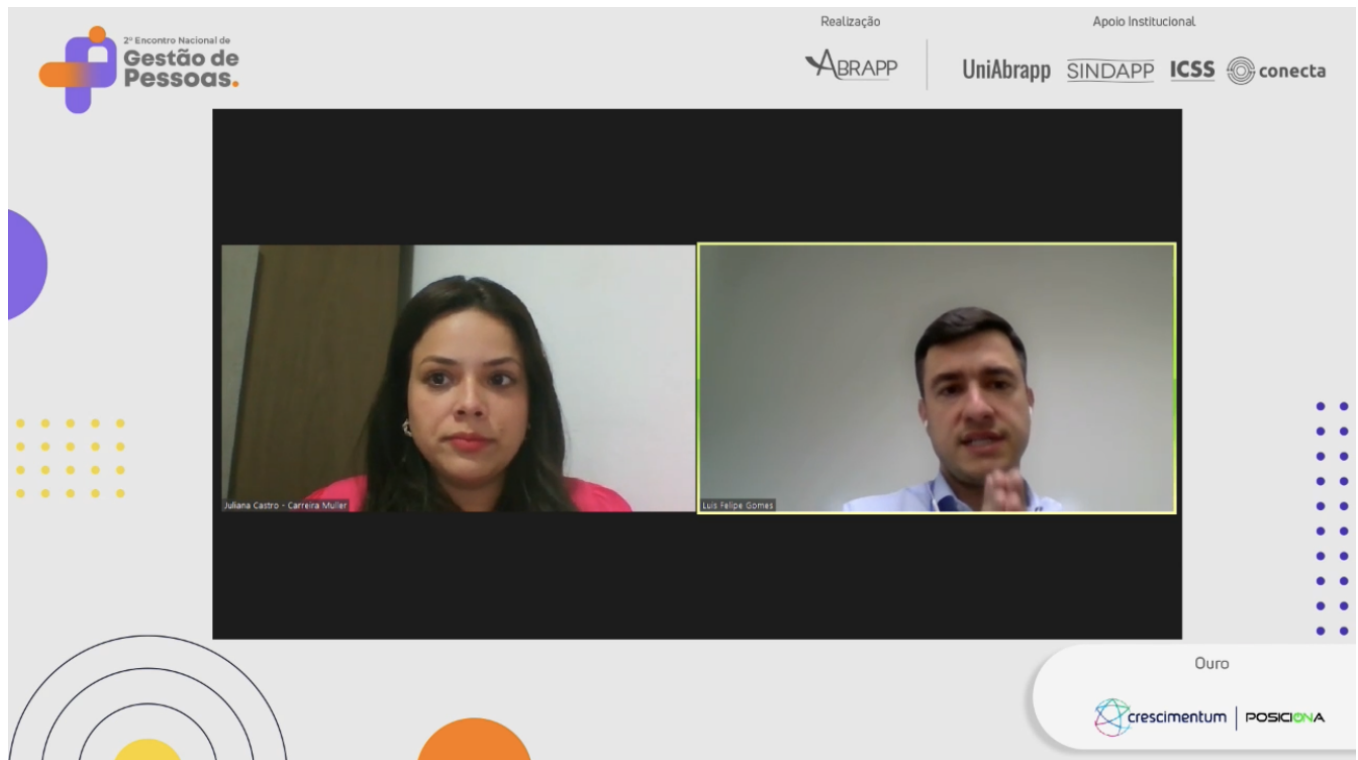 2º Encontro Nacional de
Gestão de
Pessoas.
Realização
ABRAPP
Apoio Institucional
UniAbrapp SINDAPP ICSS conecta
Juliana Castro - Carreira Muller
Luis Felipe Gomes
Ouro
crescimentum POSICIONA